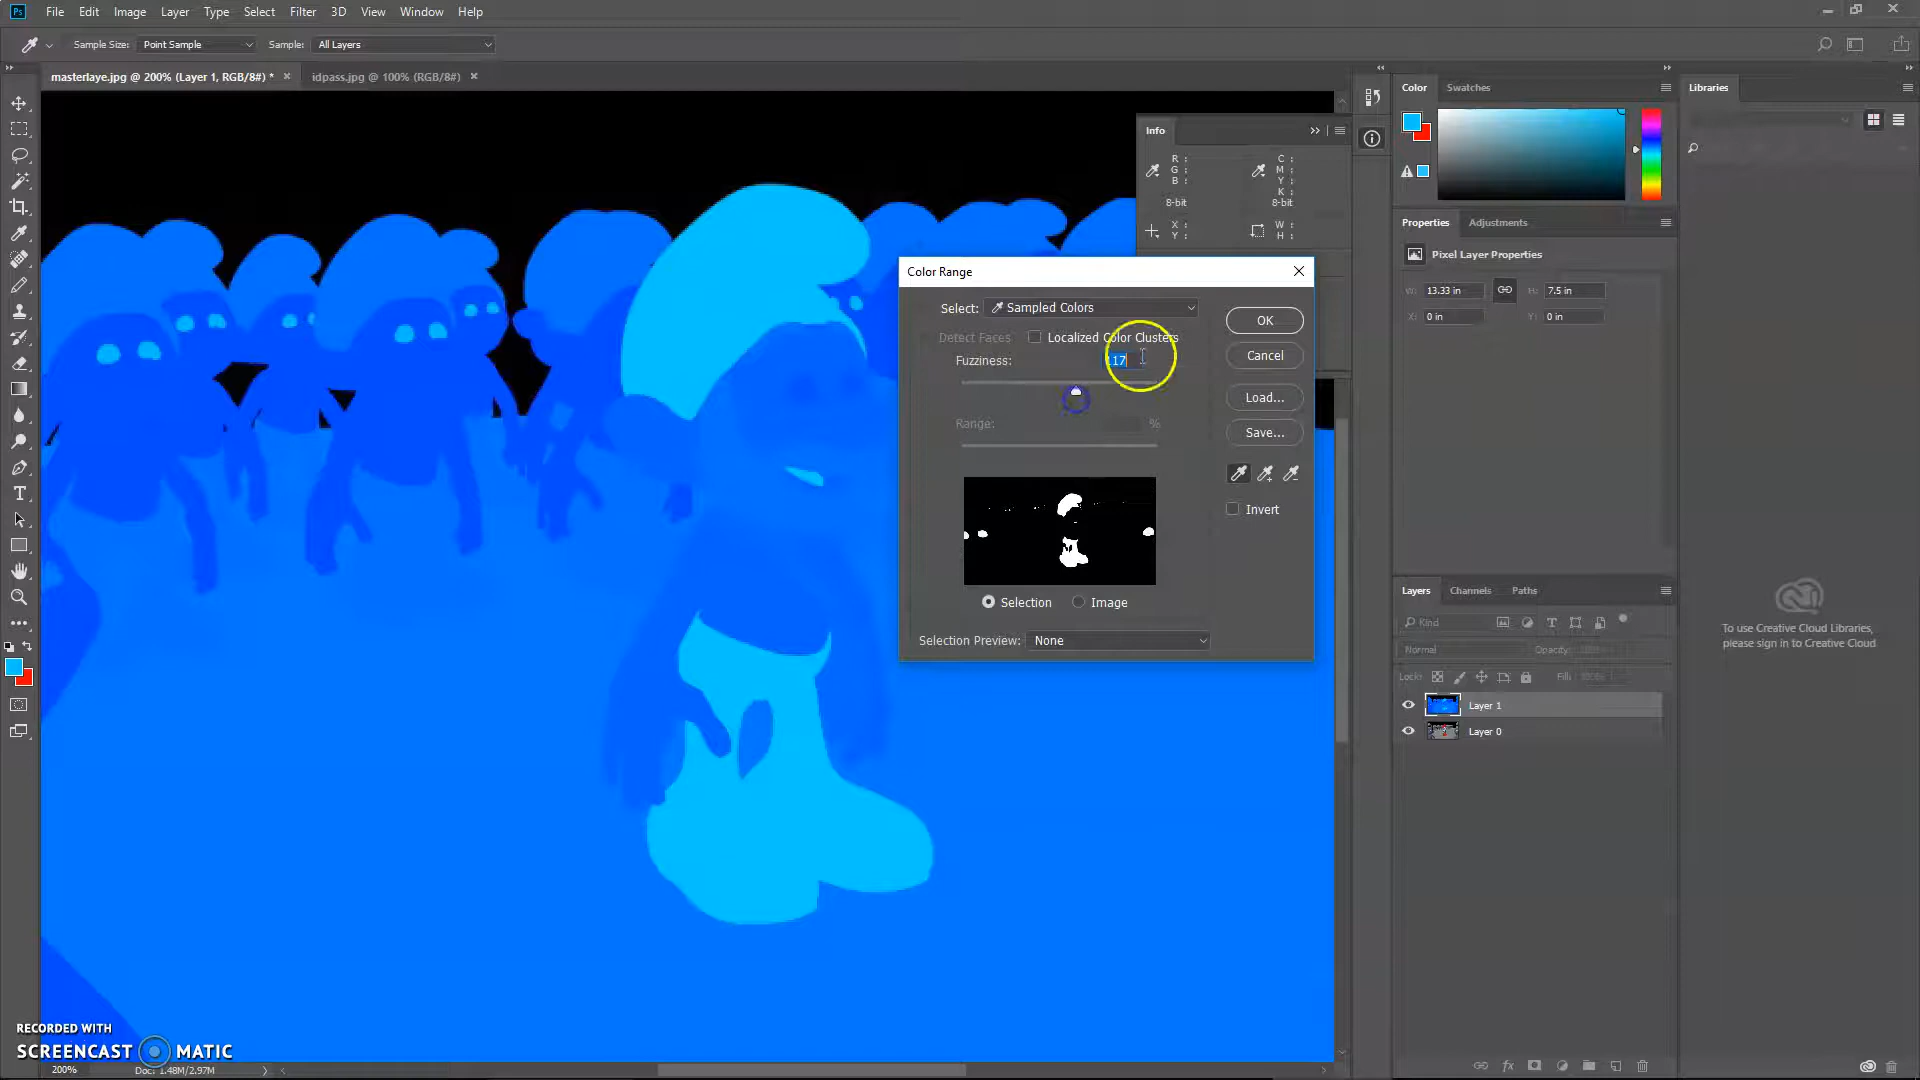 Ps File Edit Image Layer Type Select Filter 3D View Window Help
Sample Size: Point Sample Sample: All Layers
masterlaye.jpg @ 200% (Layer 1, RGB/8#) * idpass.jpg @ 100% (RGB/8#)
Color Swatches Libraries
Info
R : C :
G : M :
B : Y :
K :
8-bit 8-bit
X : W :
Y : H :
Properties Adjustments
Pixel Layer Properties
W: 13.33 in H: 7.5 in
X: 0 in Y: 0 in
Color Range
Select: Sampled Colors
Detect Faces Localized Color Clusters
Fuzziness: 117
Range: %
OK
Cancel
Load...
Save...
Invert
Selection Image
Selection Preview: None
Layers Channels Paths
Kind
Normal Opacity:
Lock: Fill:
Layer 1
Layer 0
To use Creative Cloud Libraries,
please sign in to Creative Cloud
RECORDED WITH
SCREENCAST MATIC
200% Doc: 1.48M/2.97M